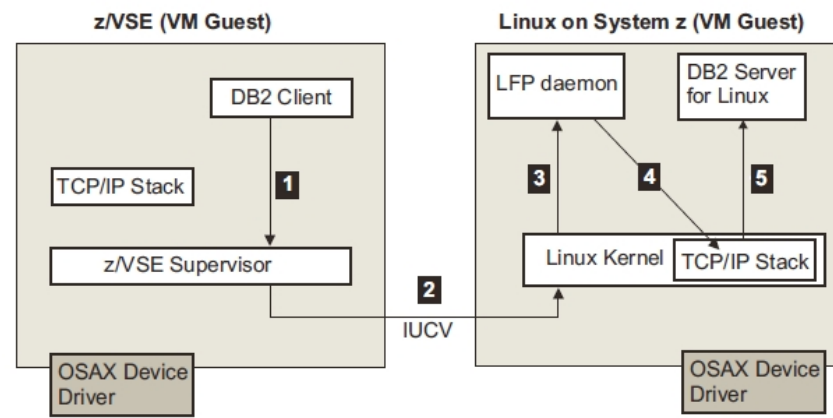 z/VSE (VM Guest)
DB2 Client
1
TCP/IP Stack
z/VSE Supervisor
OSAX Device
Driver
2
IUCV
Linux on System z (VM Guest)
LFP daemon
DB2 Server
for Linux
3
4
5
Linux Kernel
TCP/IP Stack
OSAX Device
Driver